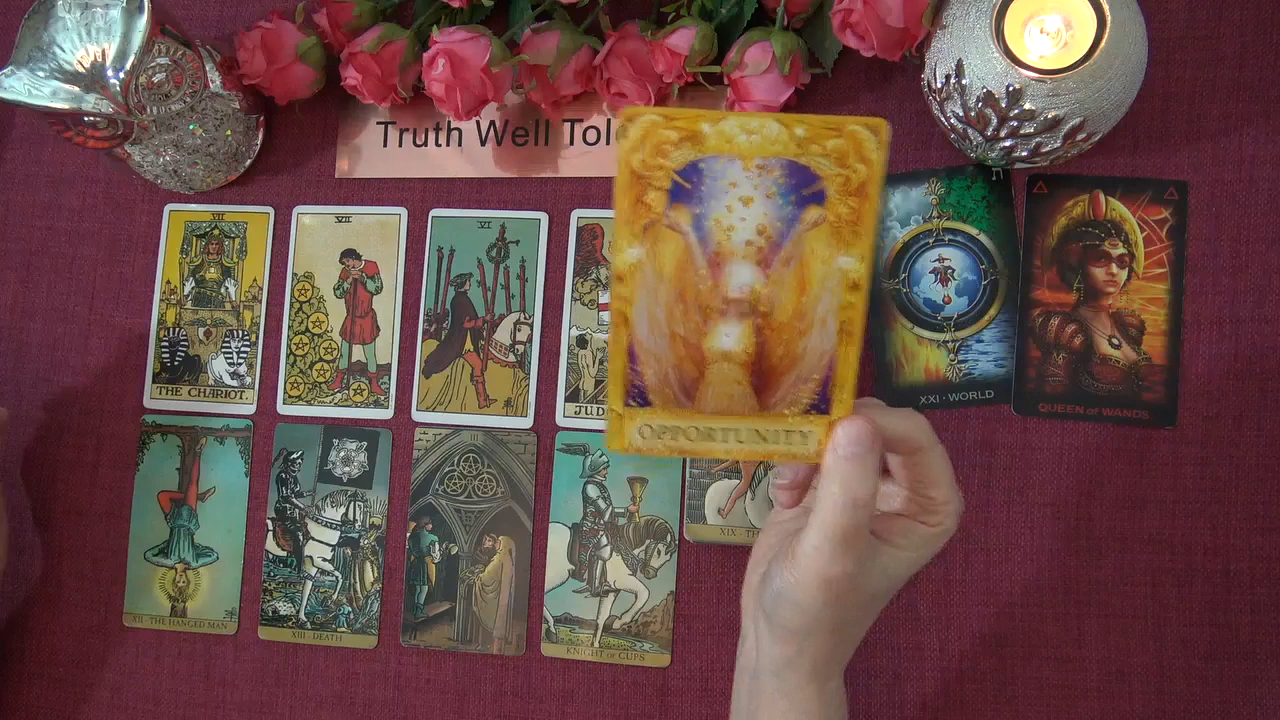 Truth Well Tol
VII
VII
VI
THE CHARIOT.
JUD
OPPORTUNITY
XXI · WORLD
QUEEN of WANDS
III
XII · THE HANGED MAN
XIII · DEATH
KNIGHT OF CUPS
XIX · TH